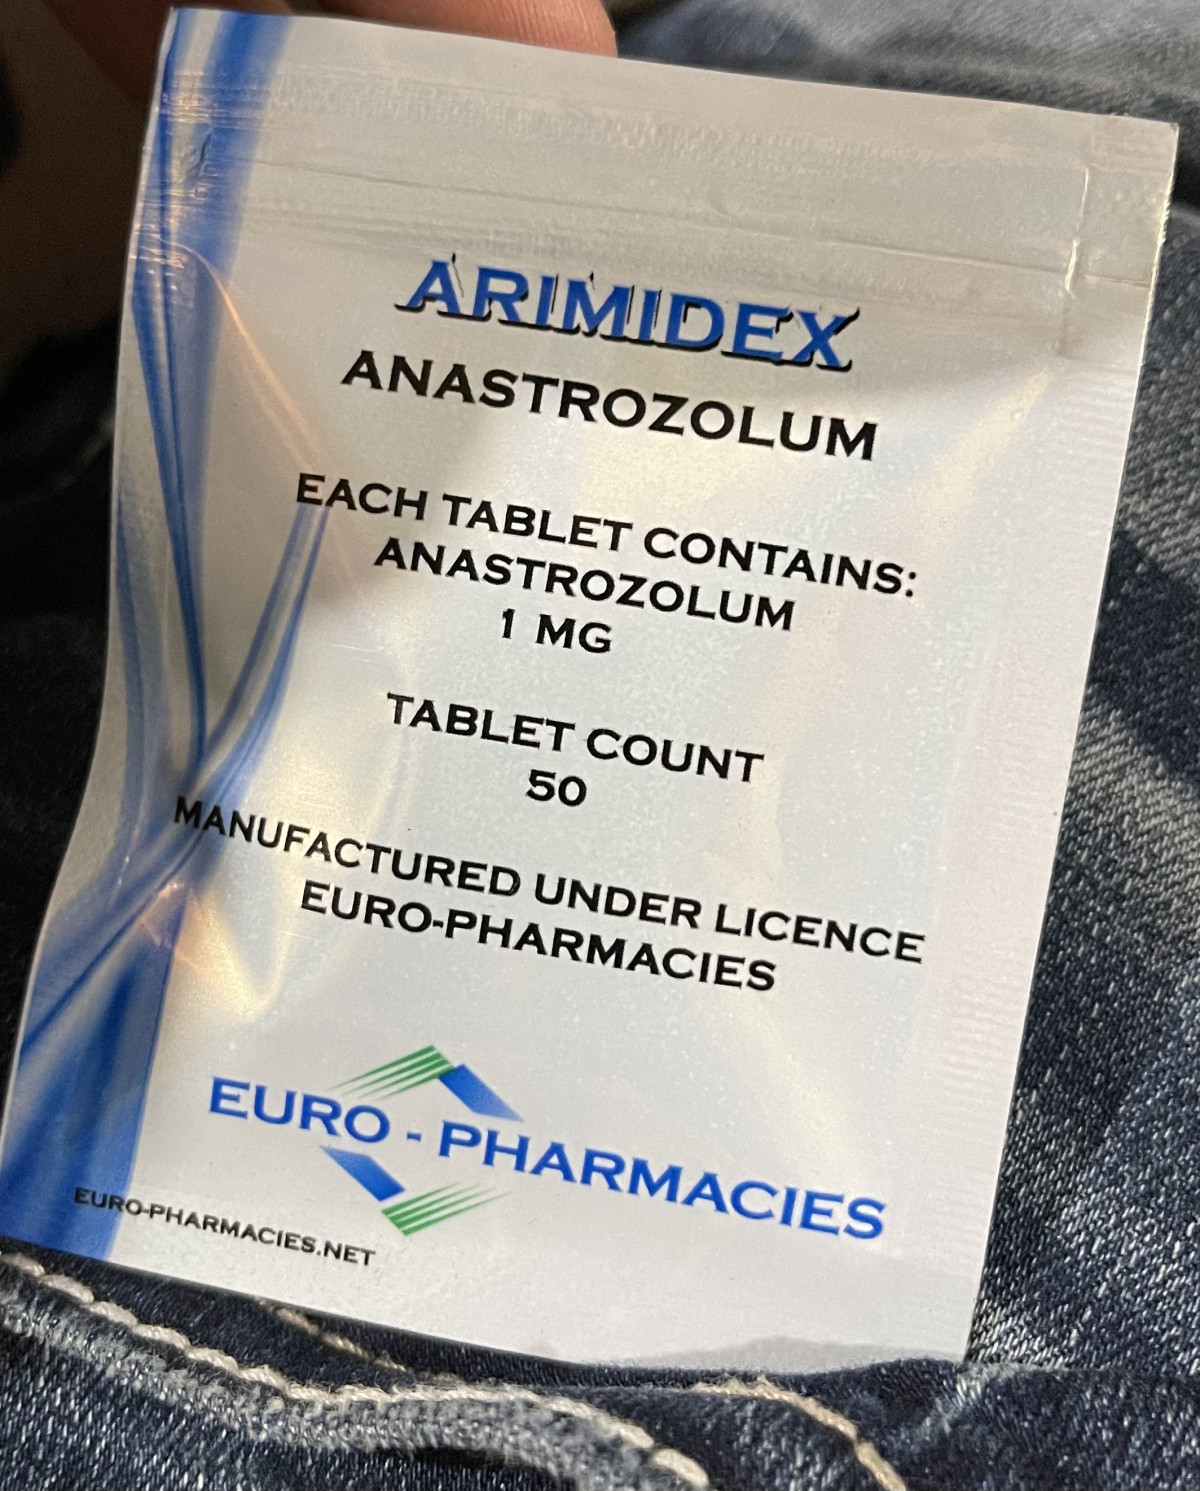 ARIMIDEX
ANASTROZOLUM
EACH TABLET CONTAINS:
ANASTROZOLUM
1 MG
TABLET COUNT
50
MANUFACTURED UNDER LICENCE
EURO-PHARMACIES
EURO - PHARMACIES
EURO-PHARMACIES.NET